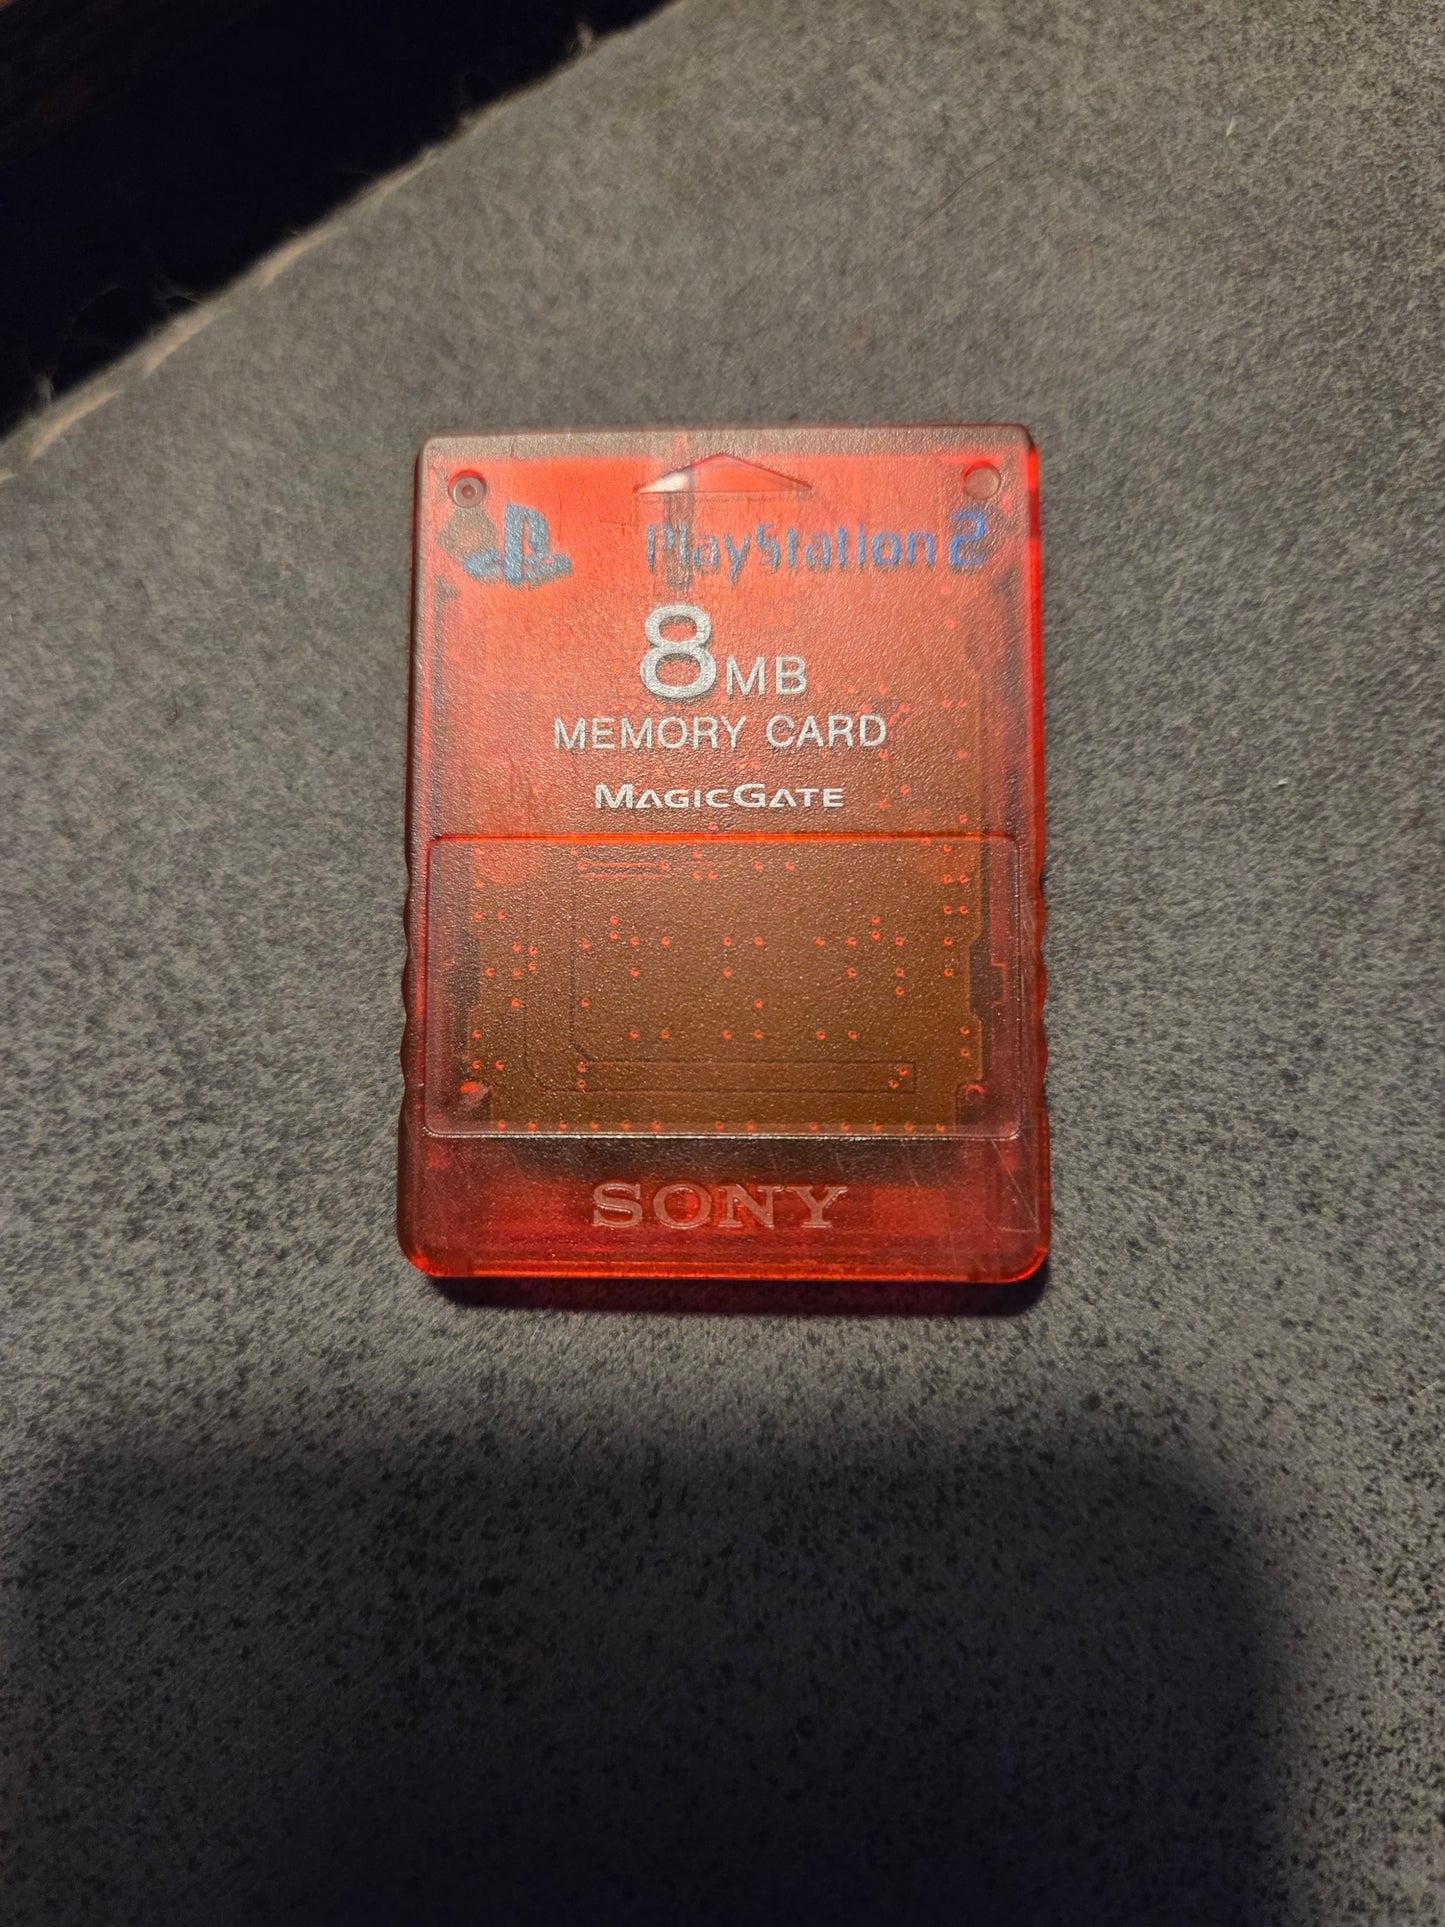 PlayStation 2
8MB
MEMORY CARD
MAGICGATE
SONY